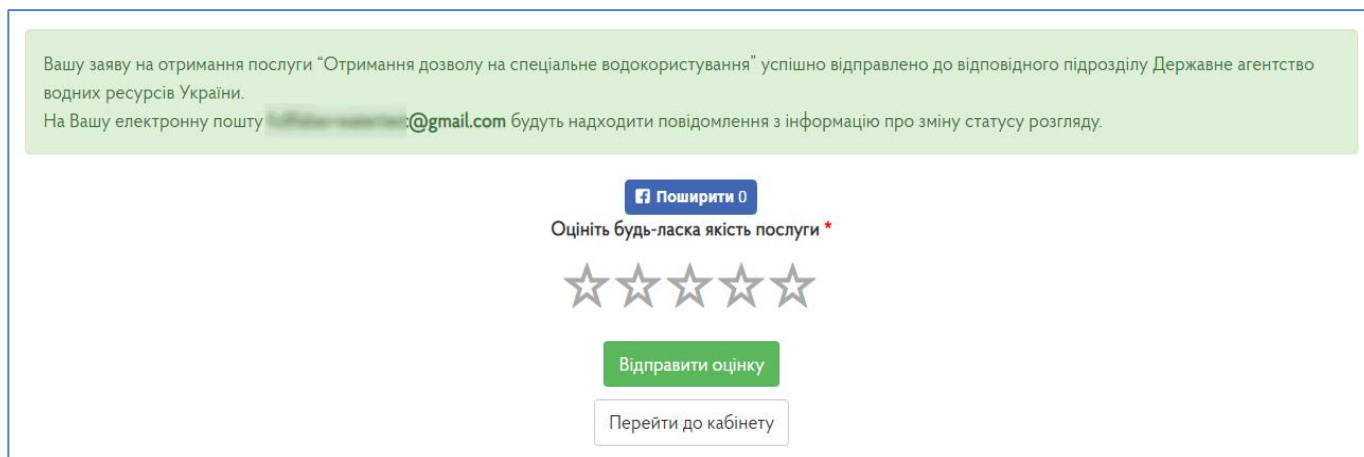 Вашу заяву на отримання послуги “Отримання дозволу на спеціальне водокористування” успішно відправлено до відповідного підрозділу Державне агентство
водних ресурсів України.
На Вашу електронну пошту @gmail.com будуть надходити повідомлення з інформацію про зміну статусу розгляду.
Поширити 0
Оцініть будь-ласка якість послуги *
Відправити оцінку
Перейти до кабінету